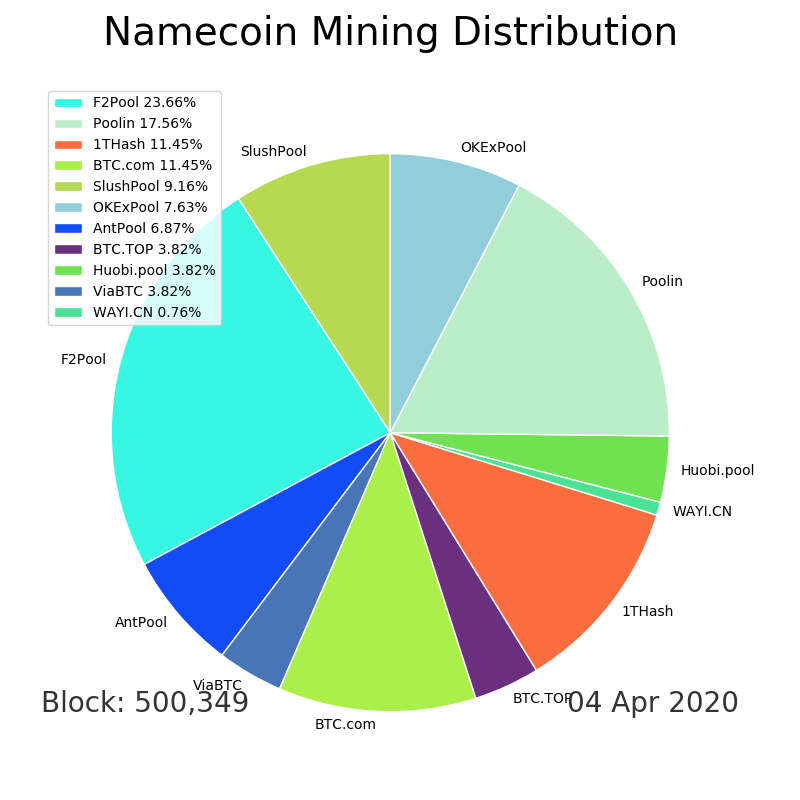 Namecoin Mining Distribution
F2Pool 23.66%
Poolin 17.56%
1THash 11.45%
BTC.com 11.45%
SlushPool 9.16%
OKExPool 7.63%
AntPool 6.87%
BTC.TOP 3.82%
Huobi.pool 3.82%
ViaBTC 3.82%
WAYI.CN 0.76%
SlushPool
OKExPool
Poolin
F2Pool
Huobi.pool
WAYI.CN
1THash
AntPool
ViaBTC
BTC.TOP
BTC.com
Block: 500,349
04 Apr 2020